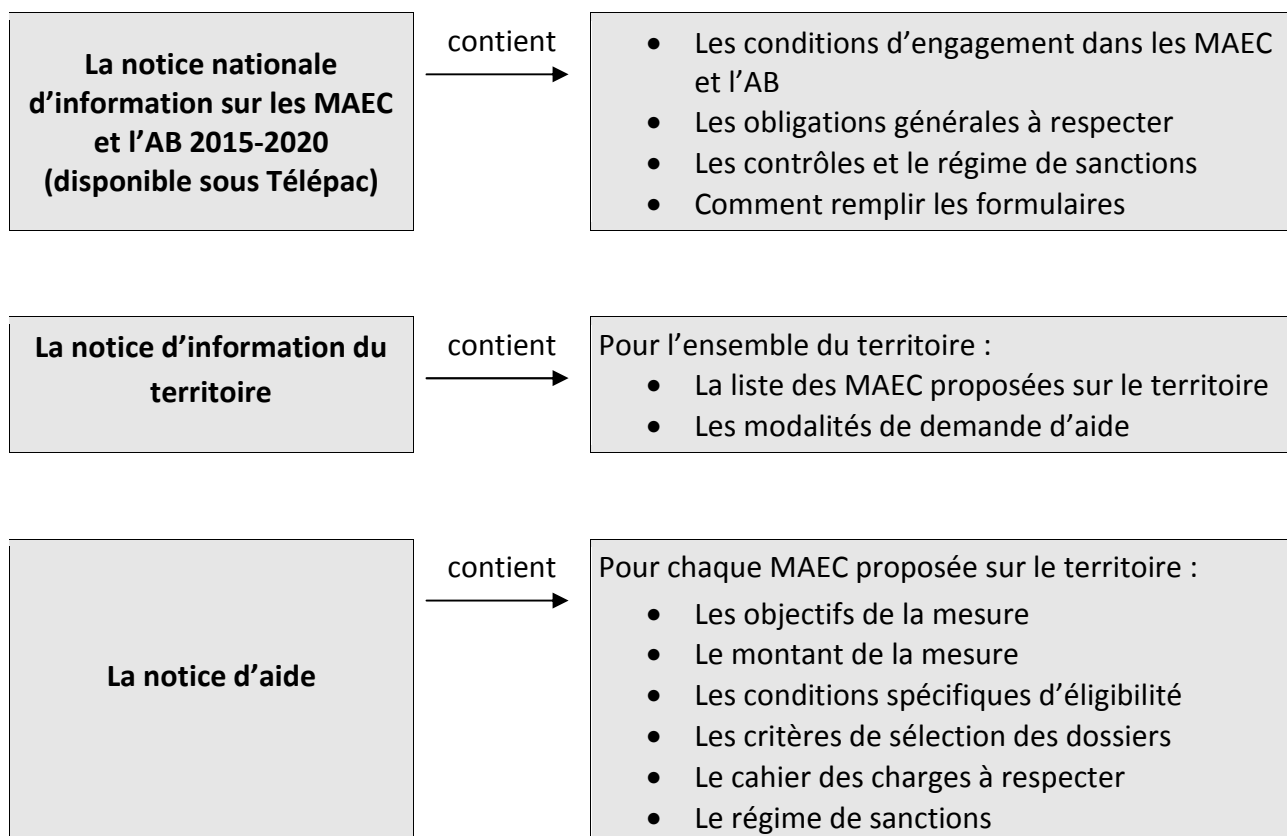 La notice nationale
d’information sur les MAEC
et l’AB 2015-2020
(disponible sous Télépac)
contient
• Les conditions d’engagement dans les MAEC
et l’AB
• Les obligations générales à respecter
• Les contrôles et le régime de sanctions
• Comment remplir les formulaires
La notice d’information du
territoire
contient
Pour l’ensemble du territoire :
• La liste des MAEC proposées sur le territoire
• Les modalités de demande d’aide
La notice d’aide
contient
Pour chaque MAEC proposée sur le territoire :
• Les objectifs de la mesure
• Le montant de la mesure
• Les conditions spécifiques d’éligibilité
• Les critères de sélection des dossiers
• Le cahier des charges à respecter
• Le régime de sanctions